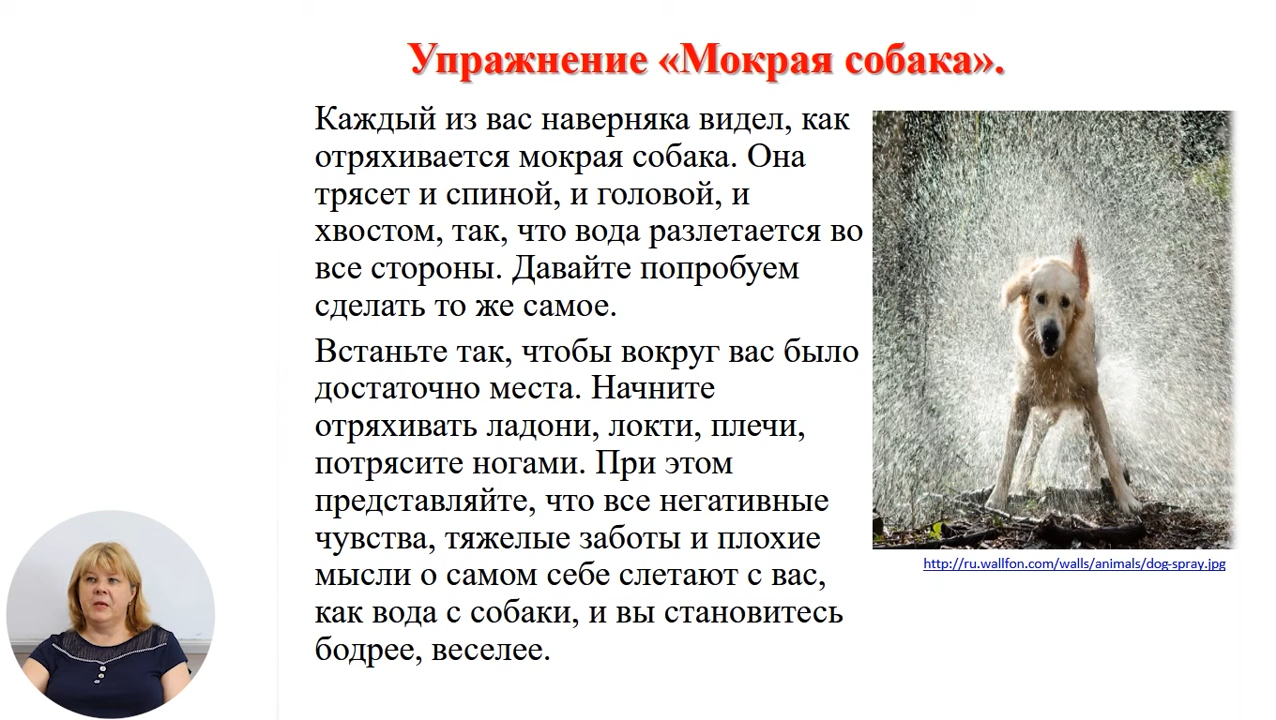 Упражнение «Мокрая собака».
Каждый из вас наверняка видел, как
отряхивается мокрая собака. Она
трясет и спиной, и головой, и
хвостом, так, что вода разлетается во
все стороны. Давайте попробуем
сделать то же самое.
Встаньте так, чтобы вокруг вас было
достаточно места. Начните
отряхивать ладони, локти, плечи,
потрясите ногами. При этом
представляйте, что все негативные
чувства, тяжелые заботы и плохие
мысли о самом себе слетают с вас,
как вода с собаки, и вы становитесь
бодрее, веселее.
http://ru.wallfon.com/walls/animals/dog-spray.jpg